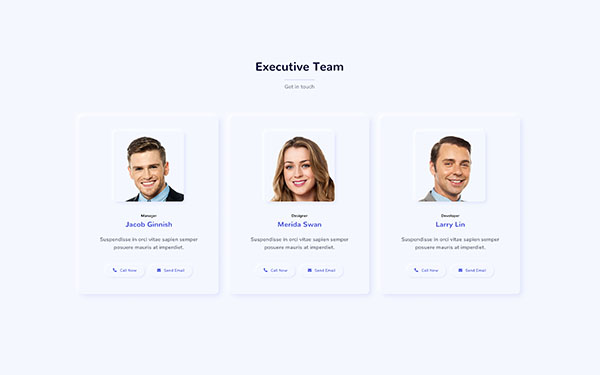 Executive Team
Get in touch
Manager
Jacob Ginnish
Suspendisse in orci vitae sapien semper
posuere mauris at imperdiet.
Call Now
Send Email
Designer
Merida Swan
Suspendisse in orci vitae sapien semper
posuere mauris at imperdiet.
Call Now
Send Email
Developer
Larry Lin
Suspendisse in orci vitae sapien semper
posuere mauris at imperdiet.
Call Now
Send Email